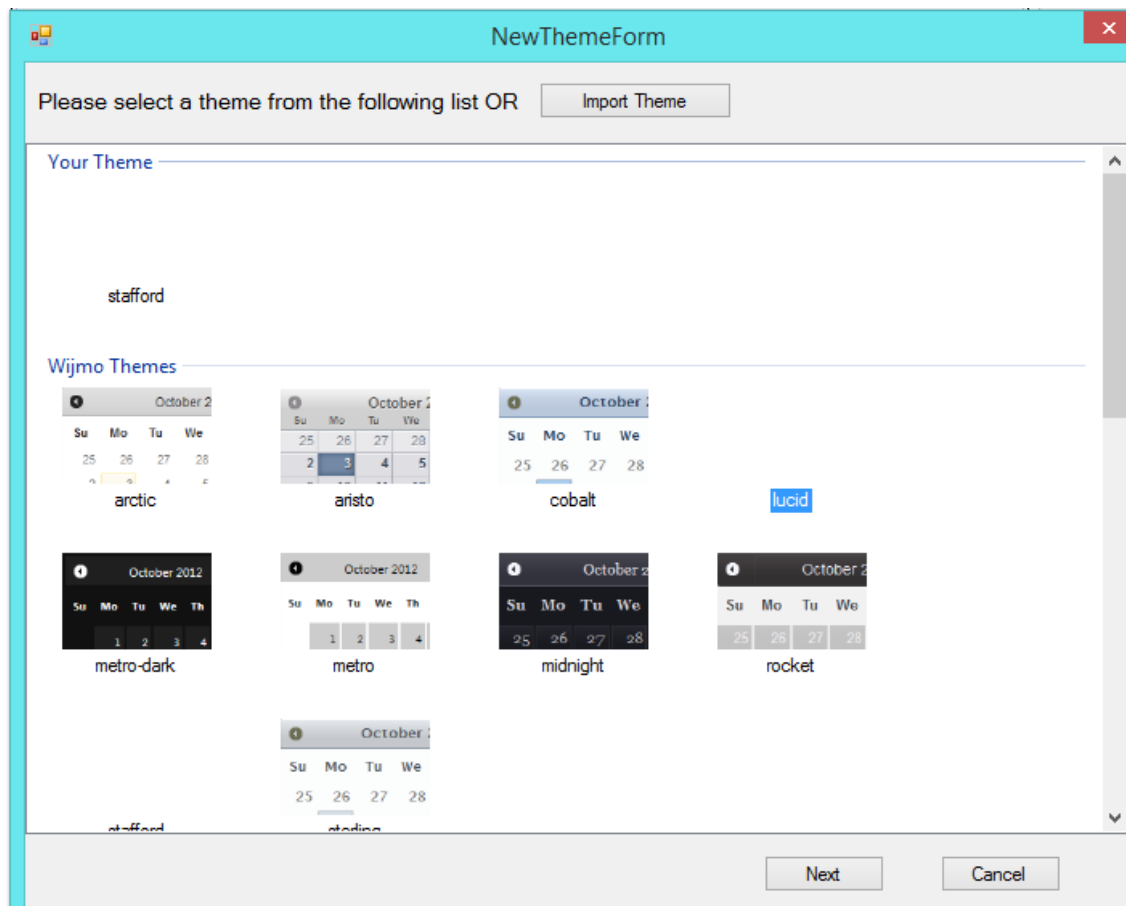 NewThemeForm
Please select a theme from the following list OR
Import Theme
Your Theme
stafford
Wijmo Themes
October 2
Su Mo Tu We
25 26 27 28
2 3 4 5
arctic
October 2
Su Mo Tu We
25 26 27 28
2 3 4 5
aristo
October
Su Mo Tu We
25 26 27 28
cobalt
lucid
October 2012
Su Mo Tu We Th
1 2 3 4
metro-dark
October 2012
Su Mo Tu We Th
1 2 3 4
metro
October 2
Su Mo Tu We
25 26 27 28
midnight
October 2
Su Mo Tu We
25 26 27 28
rocket
stafford
October 2
Su Mo Tu We
25 26 27 28
sterling
Next
Cancel